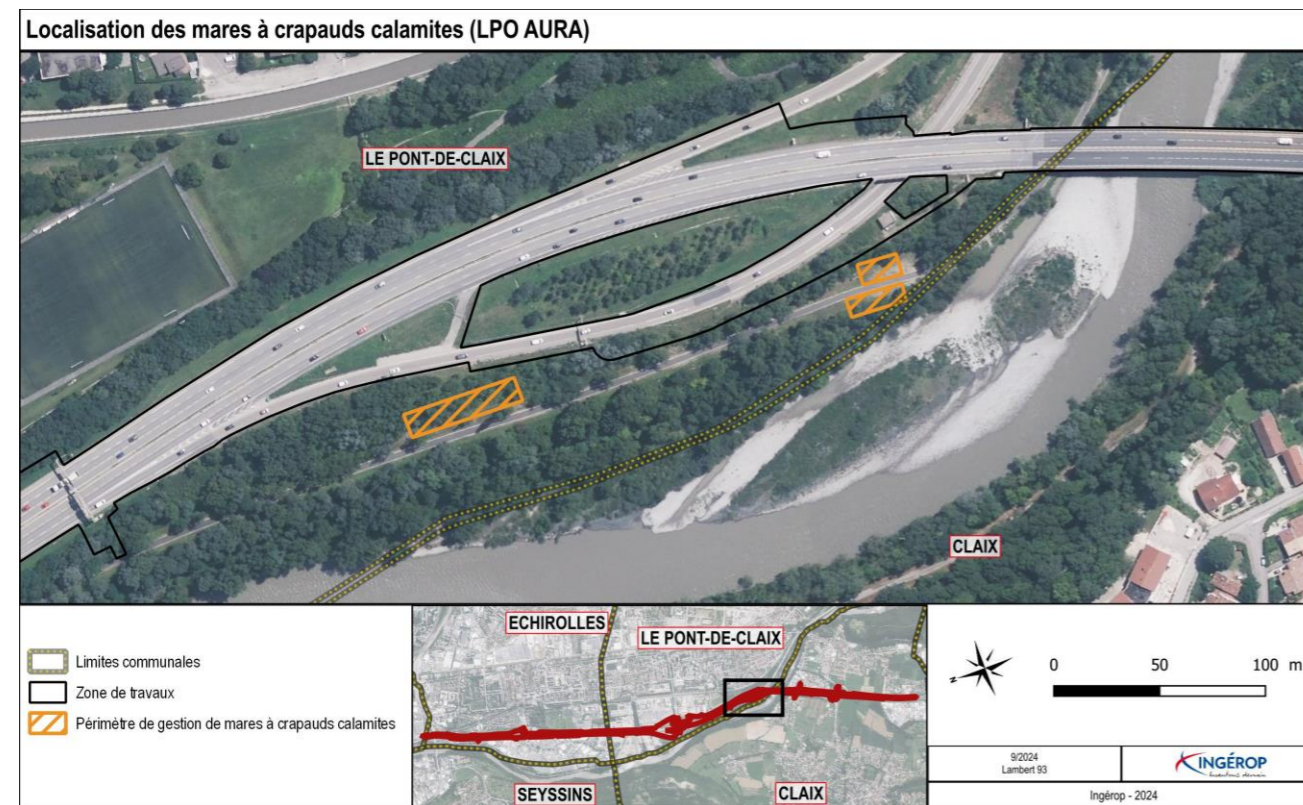 Localisation des mares à crapauds calamites (LPO AURA)
LE PONT-DE-CLAIX
CLAIX
Limites communales
Zone de travaux
Périmètre de gestion de mares à crapauds calamites
ECHIROLLES
LE PONT-DE-CLAIX
SEYSSINS
CLAIX
N
0 50 100 m
9/2024
Lambert 93
INGÉROP
Inventons demain
Ingérop - 2024